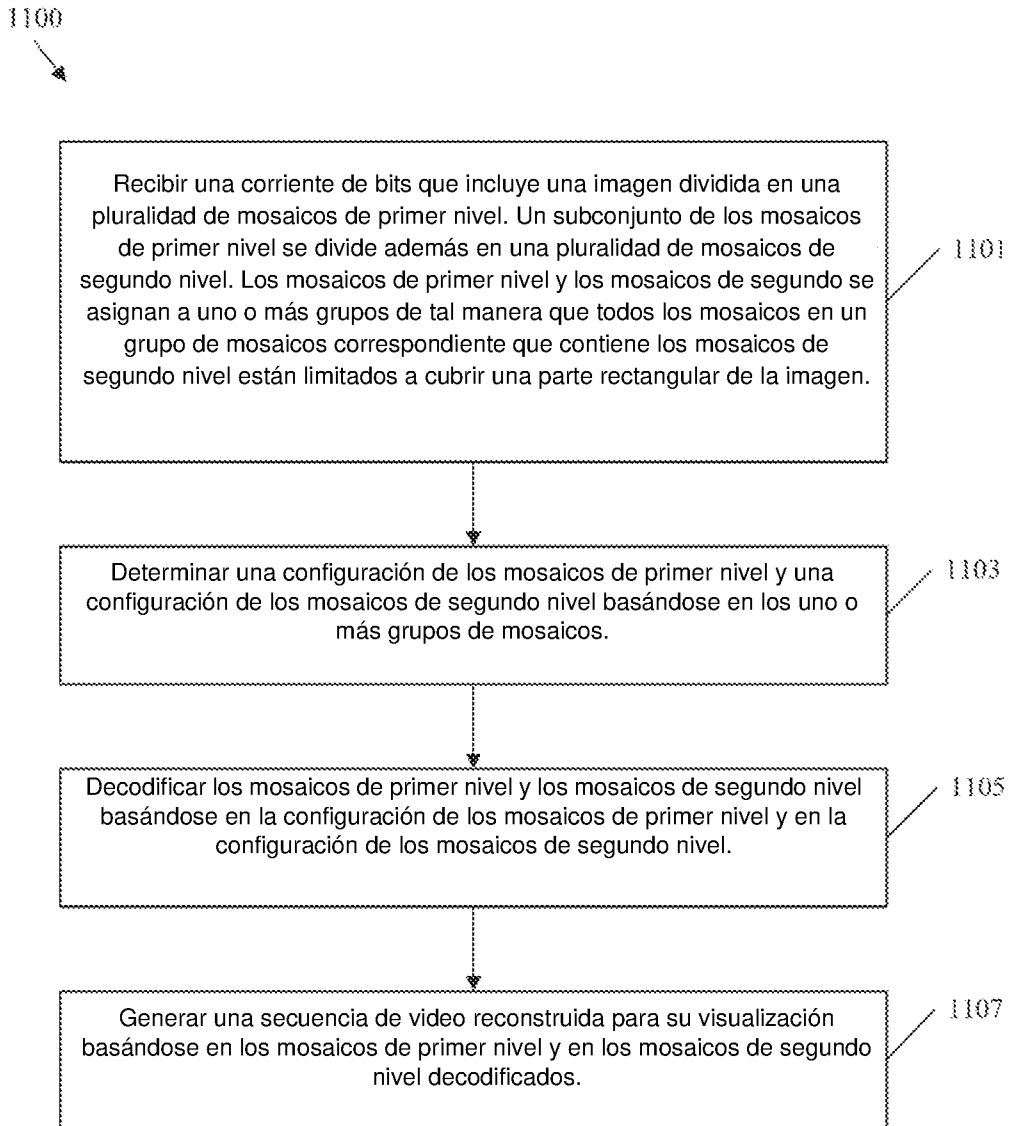 1100
Recibir una corriente de bits que incluye una imagen dividida en una
pluralidad de mosaicos de primer nivel. Un subconjunto de los mosaicos
de primer nivel se divide además en una pluralidad de mosaicos de
segundo nivel. Los mosaicos de primer nivel y los mosaicos de segundo se
asignan a uno o más grupos de tal manera que todos los mosaicos en un
grupo de mosaicos correspondiente que contiene los mosaicos de
segundo nivel están limitados a cubrir una parte rectangular de la imagen.
1101
Determinar una configuración de los mosaicos de primer nivel y una
configuración de los mosaicos de segundo nivel basándose en los uno o
más grupos de mosaicos.
1103
Decodificar los mosaicos de primer nivel y los mosaicos de segundo nivel
basándose en la configuración de los mosaicos de primer nivel y en la
configuración de los mosaicos de segundo nivel.
1105
Generar una secuencia de video reconstruida para su visualización
basándose en los mosaicos de primer nivel y en los mosaicos de segundo
nivel decodificados.
1107